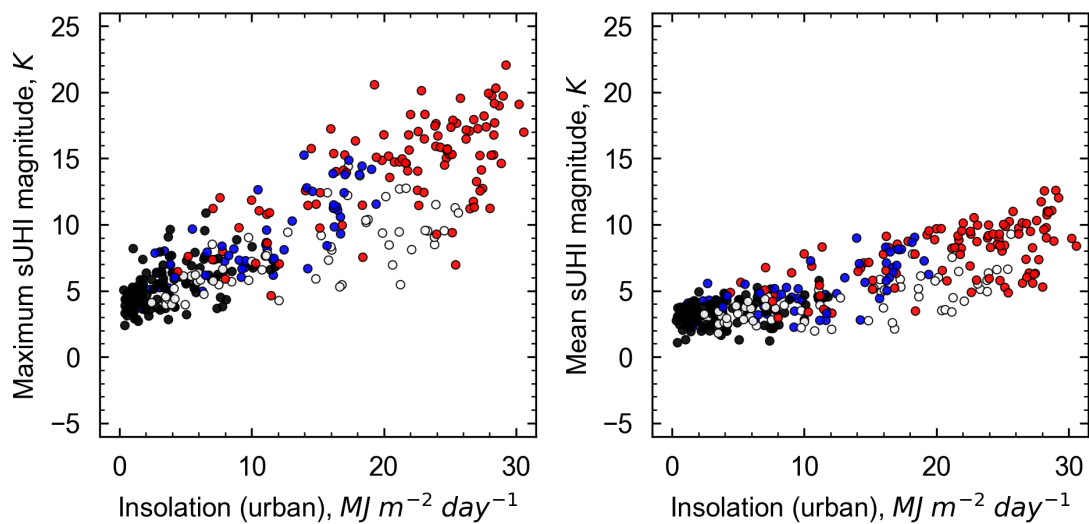 Maximum sUHI magnitude, K
25
20
15
10
5
0
−5
0 10 20 30
Insolation (urban), MJ m⁻² day⁻¹
Mean sUHI magnitude, K
25
20
15
10
5
0
−5
0 10 20 30
Insolation (urban), MJ m⁻² day⁻¹